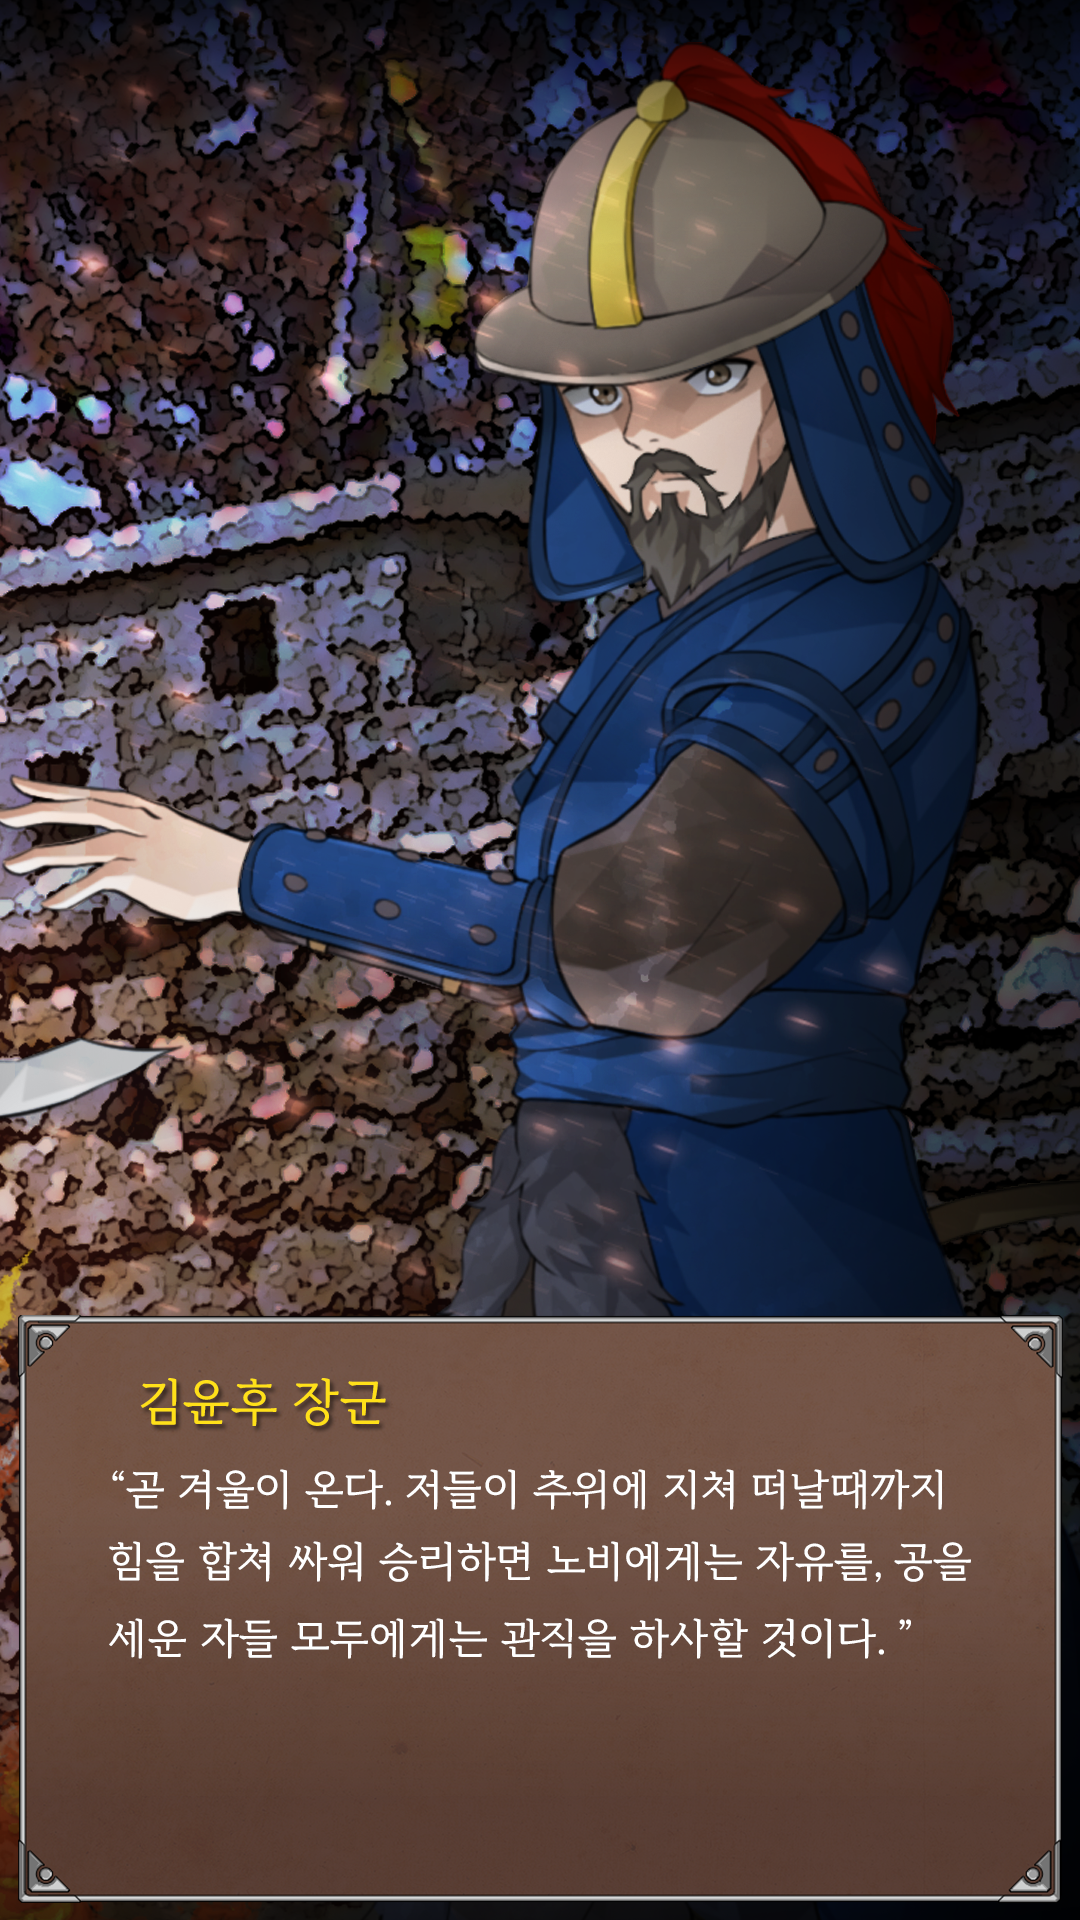 김윤후 장군
“곧 겨울이 온다. 저들이 추위에 지쳐 떠날때까지
힘을 합쳐 싸워 승리하면 노비에게는 자유를, 공을
세운 자들 모두에게는 관직을 하사할 것이다. ”